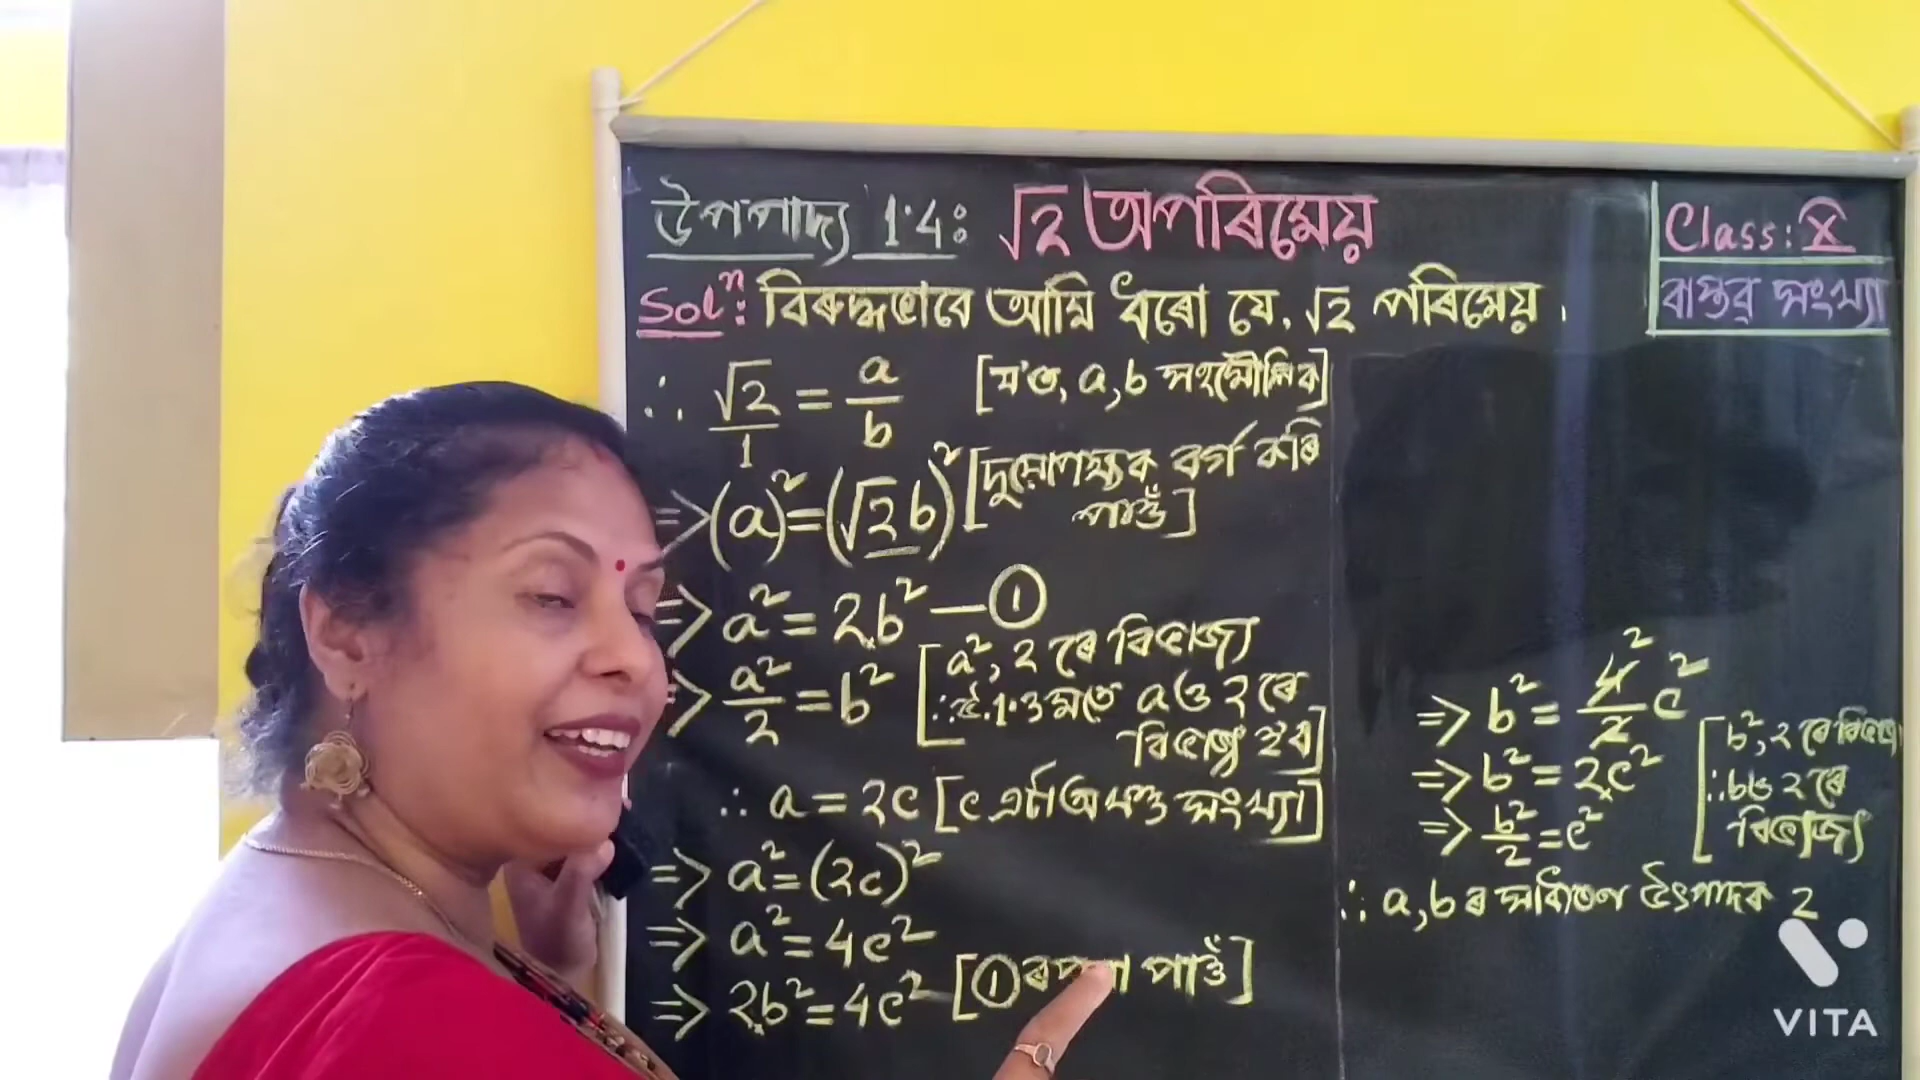 উপপাদ্য 1.4: √2 অপৰিমেয়
Class: X
বাস্তৱ সংখ্যা
Solⁿ: বিৰুদ্ধভাবে আমি ধৰো যে, √2 পৰিমেয়.
∴ √2/1 = a/b [য'ত, a,b সহমৌলিক]
=> (a)² = (√2 b)² [দুয়োপক্ষক বৰ্গ কৰি
পাওঁ]
=> a² = 2b² — ①
=> a²/2 = b² [a², 2 ৰে বিভাজ্য
∴ উ.1.3 মতে a ও 2 ৰে
বিভাজ্য হ'ব]
∴ a = 2c [c এটা অখণ্ড সংখ্যা]
=> a² = (2c)²
=> a² = 4c²
=> 2b² = 4c² [① ৰ পৰা পাওঁ]
=> b² = 4²/2 c²
=> b² = 2c² [b², 2 ৰে বিভাজ্য
=> b²/2 = c² ∴ b ও 2 ৰে
বিভাজ্য
∴ a, b ৰ সাধাৰণ উৎপাদক 2
VITA